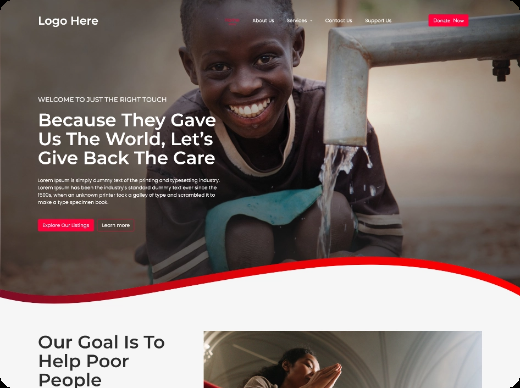 Logo Here
Home
About Us
Services
Contact Us
Support Us
Donate Now
WELCOME TO JUST THE RIGHT TOUCH
Because They Gave
Us The World, Let's
Give Back The Care
Lorem Ipsum is simply dummy text of the printing and typesetting industry.
Lorem Ipsum has been the industry's standard dummy text ever since the
1500s, when an unknown printer took a galley of type and scrambled it to
make a type specimen book.
Explore Our Listings
Learn more
Our Goal Is To
Help Poor
People